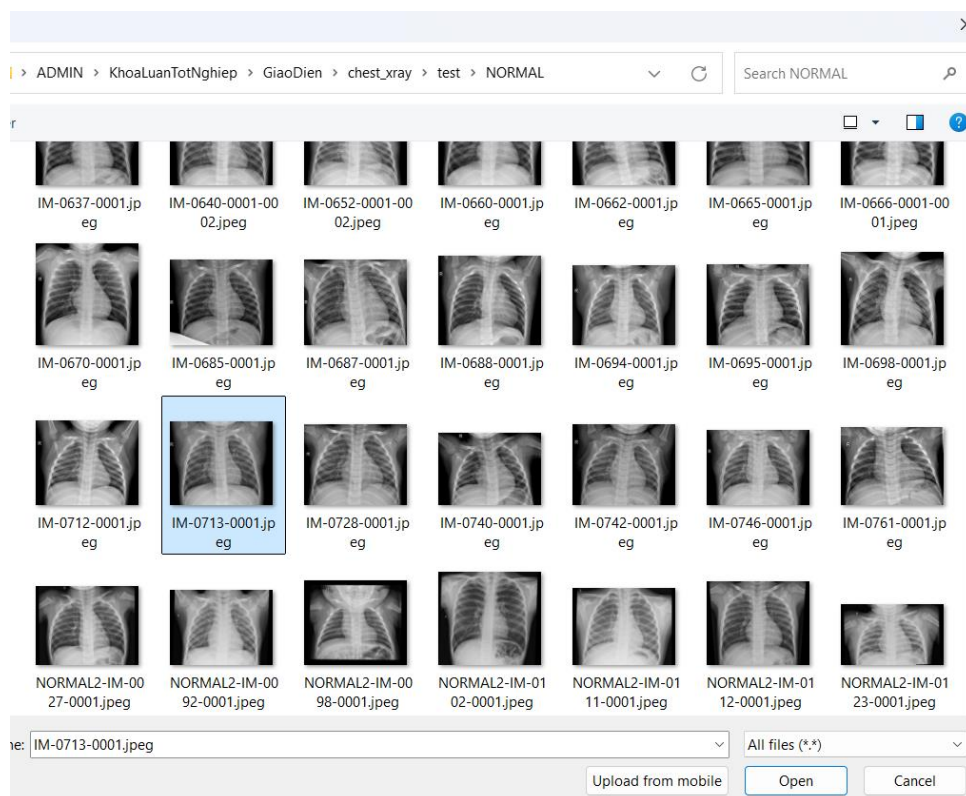 ADMIN > KhoaLuanTotNghiep > GiaoDien > chest_xray > test > NORMAL
Search NORMAL
?
IM-0637-0001.jp
eg
IM-0640-0001-00
02.jpeg
IM-0652-0001-00
02.jpeg
IM-0660-0001.jp
eg
IM-0662-0001.jp
eg
IM-0665-0001.jp
eg
IM-0666-0001-00
01.jpeg
IM-0670-0001.jp
eg
IM-0685-0001.jp
eg
IM-0687-0001.jp
eg
IM-0688-0001.jp
eg
IM-0694-0001.jp
eg
IM-0695-0001.jp
eg
IM-0698-0001.jp
eg
IM-0712-0001.jp
eg
IM-0713-0001.jp
eg
IM-0728-0001.jp
eg
IM-0740-0001.jp
eg
IM-0742-0001.jp
eg
IM-0746-0001.jp
eg
IM-0761-0001.jp
eg
NORMAL2-IM-00
27-0001.jpeg
NORMAL2-IM-00
92-0001.jpeg
NORMAL2-IM-00
98-0001.jpeg
NORMAL2-IM-01
02-0001.jpeg
NORMAL2-IM-01
11-0001.jpeg
NORMAL2-IM-01
12-0001.jpeg
NORMAL2-IM-01
23-0001.jpeg
IM-0713-0001.jpeg
All files (*.*)
Upload from mobile
Open
Cancel